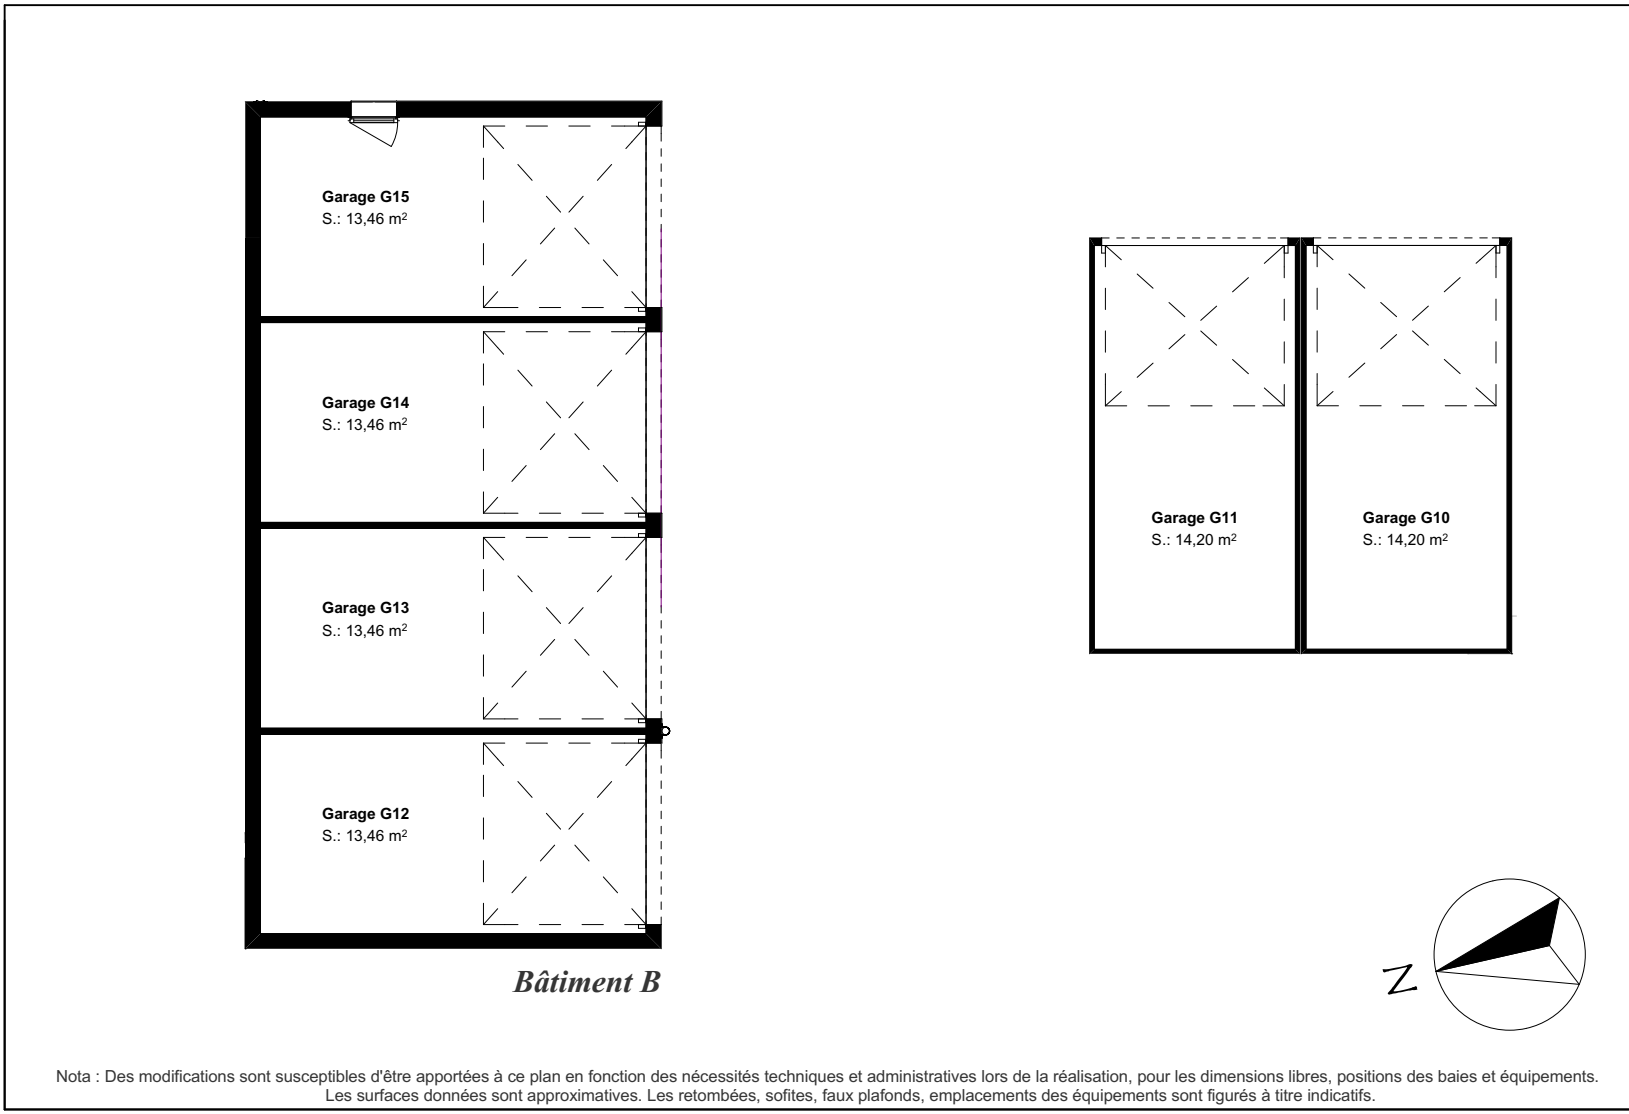 Garage G15
S.: 13,46 m²
Garage G14
S.: 13,46 m²
Garage G13
S.: 13,46 m²
Garage G12
S.: 13,46 m²
Bâtiment B
Garage G11
S.: 14,20 m²
Garage G10
S.: 14,20 m²
N
Nota : Des modifications sont susceptibles d'être apportées à ce plan en fonction des nécessités techniques et administratives lors de la réalisation, pour les dimensions libres, positions des baies et équipements.
Les surfaces données sont approximatives. Les retombées, sofites, faux plafonds, emplacements des équipements sont figurés à titre indicatifs.